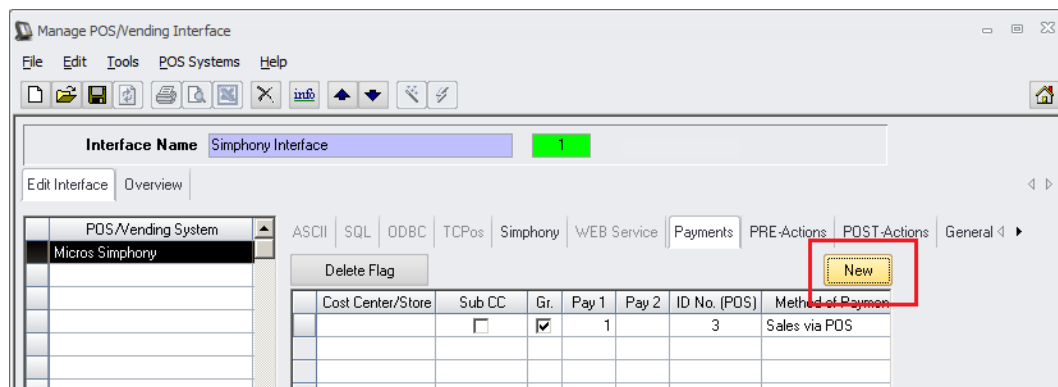 Manage POS/Vending Interface
File Edit Tools POS Systems Help
info
Interface Name Simphony Interface 1
Edit Interface Overview
POS/Vending System ASCII SQL ODBC TCPos Simphony WEB Service Payments PRE-Actions POST-Actions General
Micros Simphony
Delete Flag New
Cost Center/Store Sub CC Gr. Pay 1 Pay 2 ID No. (POS) Method of Paymen
1 3 Sales via POS